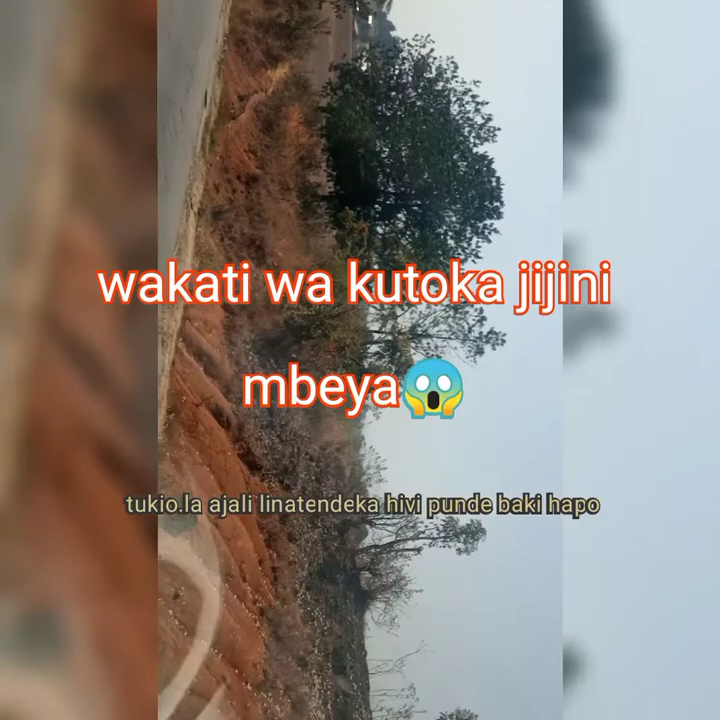 wakati wa kutoka jijini
mbeya😱
tukio.la ajali linatendeka hivi punde baki hapo